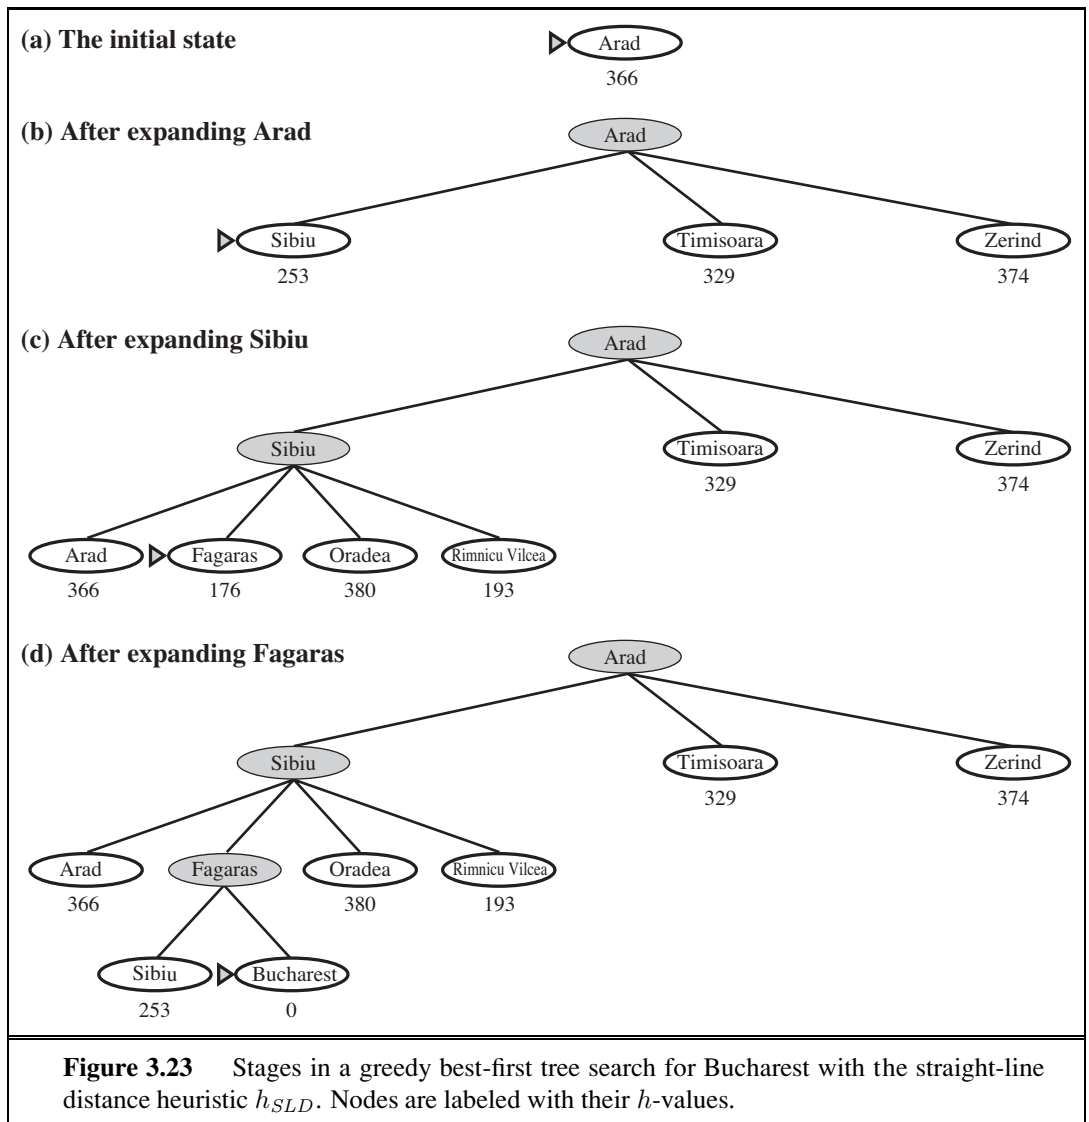 (a) The initial state
Arad
366
(b) After expanding Arad
Arad
Sibiu Timisoara Zerind
253 329 374
(c) After expanding Sibiu
Arad
Sibiu Timisoara Zerind
329 374
Arad Fagaras Oradea Rimnicu Vilcea
366 176 380 193
(d) After expanding Fagaras
Arad
Sibiu Timisoara Zerind
329 374
Arad Fagaras Oradea Rimnicu Vilcea
366 380 193
Sibiu Bucharest
253 0
Figure 3.23 Stages in a greedy best-first tree search for Bucharest with the straight-line
distance heuristic hSLD. Nodes are labeled with their h-values.